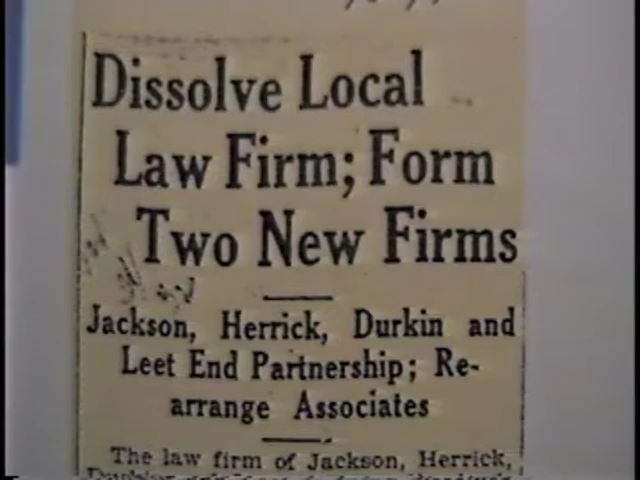 Dissolve Local
Law Firm; Form
Two New Firms
Jackson, Herrick, Durkin and
Leet End Partnership; Re-
arrange Associates
The law firm of Jackson, Herrick,